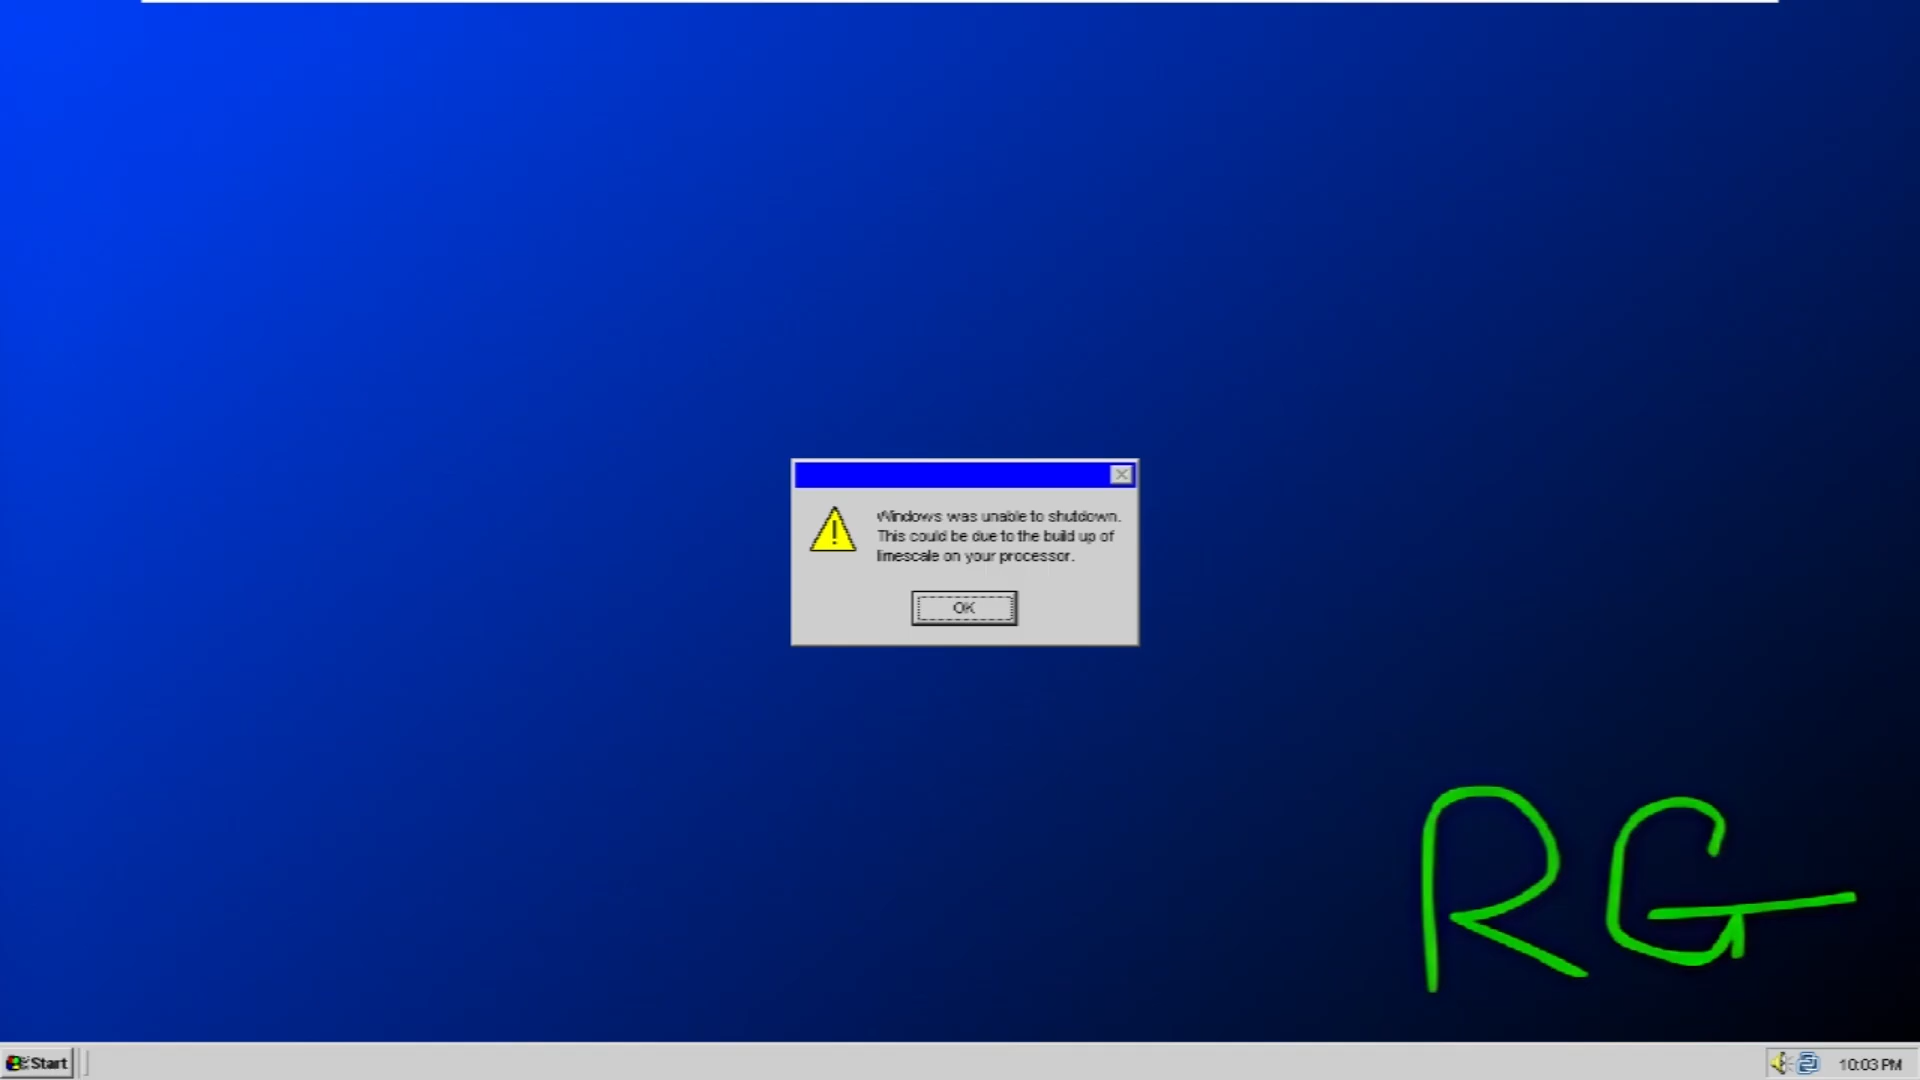 Windows was unable to shutdown.
This could be due to the build up of
limescale on your processor.
OK
RG
Start
10:03 PM